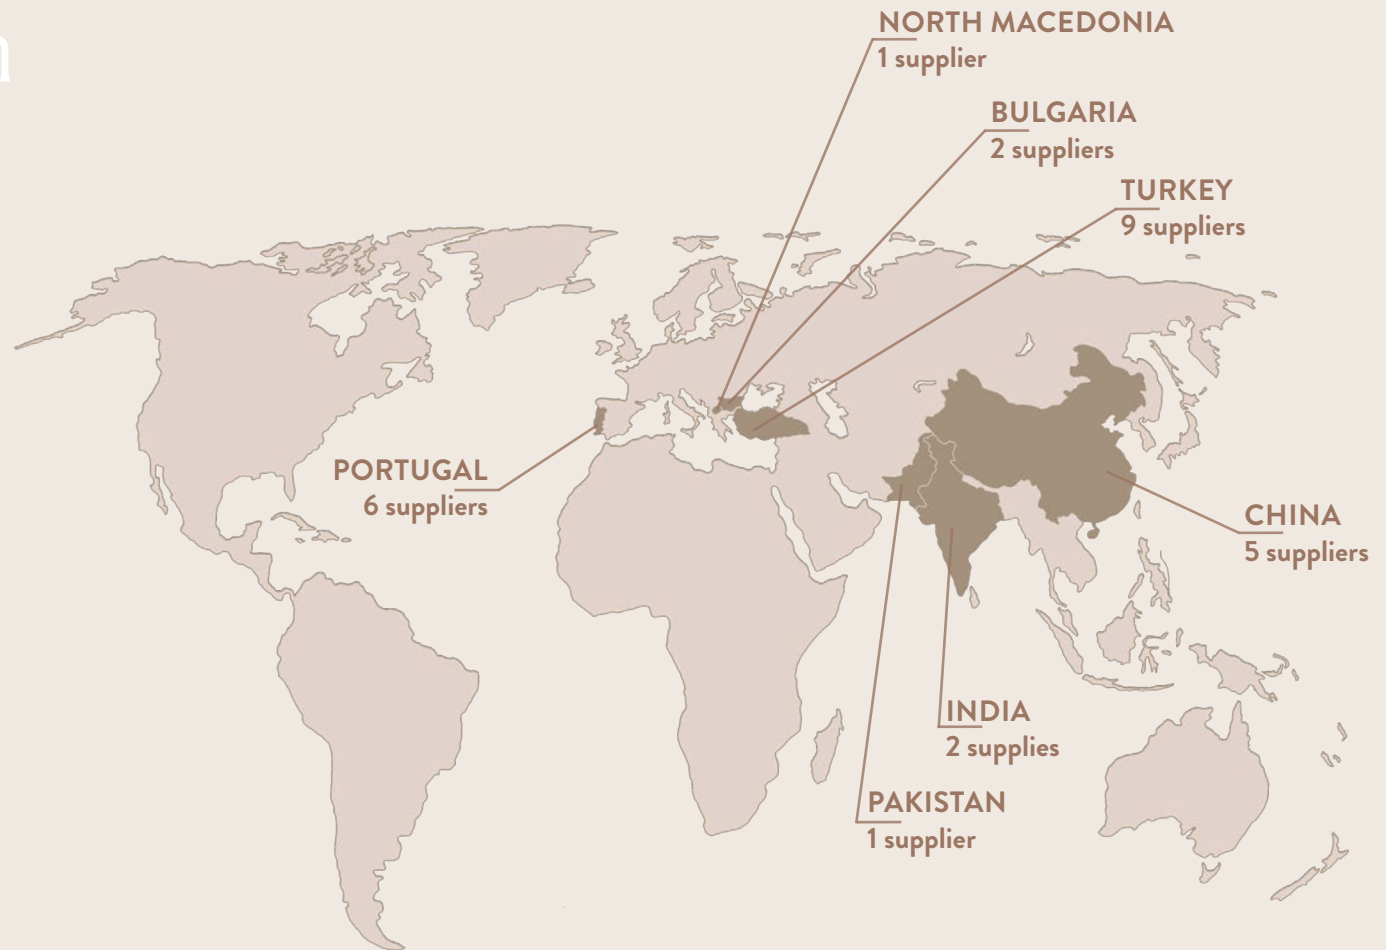 NORTH MACEDONIA
1 supplier
BULGARIA
2 suppliers
TURKEY
9 suppliers
PORTUGAL
6 suppliers
CHINA
5 suppliers
INDIA
2 supplies
PAKISTAN
1 supplier